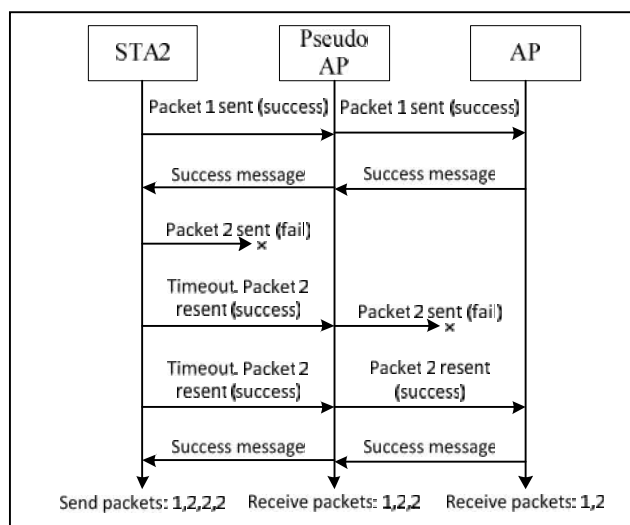 STA2
Pseudo
AP
AP
Packet 1 sent (success)
Packet 1 sent (success)
Success message
Success message
Packet 2 sent (fail)
×
Timeout. Packet 2
resent (success)
Packet 2 sent (fail)
×
Timeout. Packet 2
resent (success)
Packet 2 resent
(success)
Success message
Success message
Send packets: 1,2,2,2
Receive packets: 1,2,2
Receive packets: 1,2